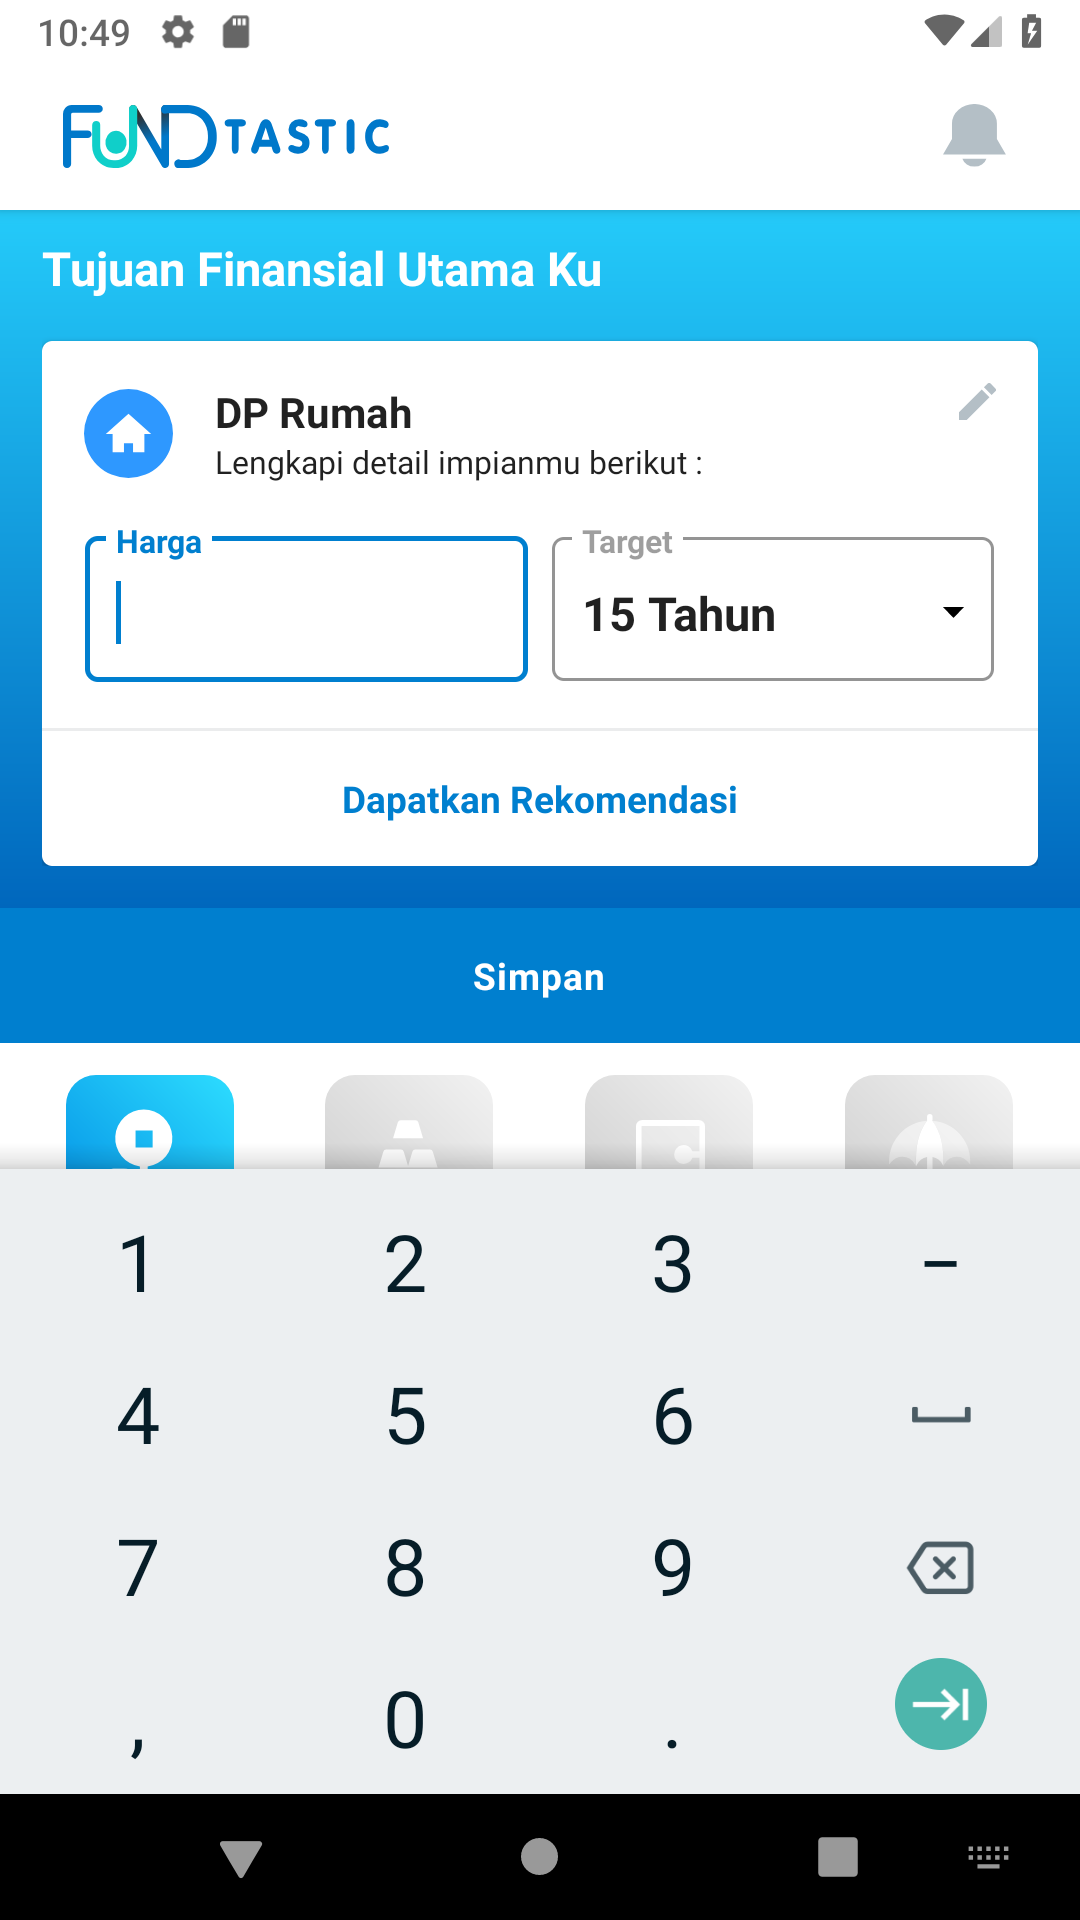 10:49
FUNDTASTIC
Tujuan Finansial Utama Ku
DP Rumah
Lengkapi detail impianmu berikut :
Harga
Target
15 Tahun
Dapatkan Rekomendasi
Simpan
1 2 3 –
4 5 6
7 8 9
, 0 .